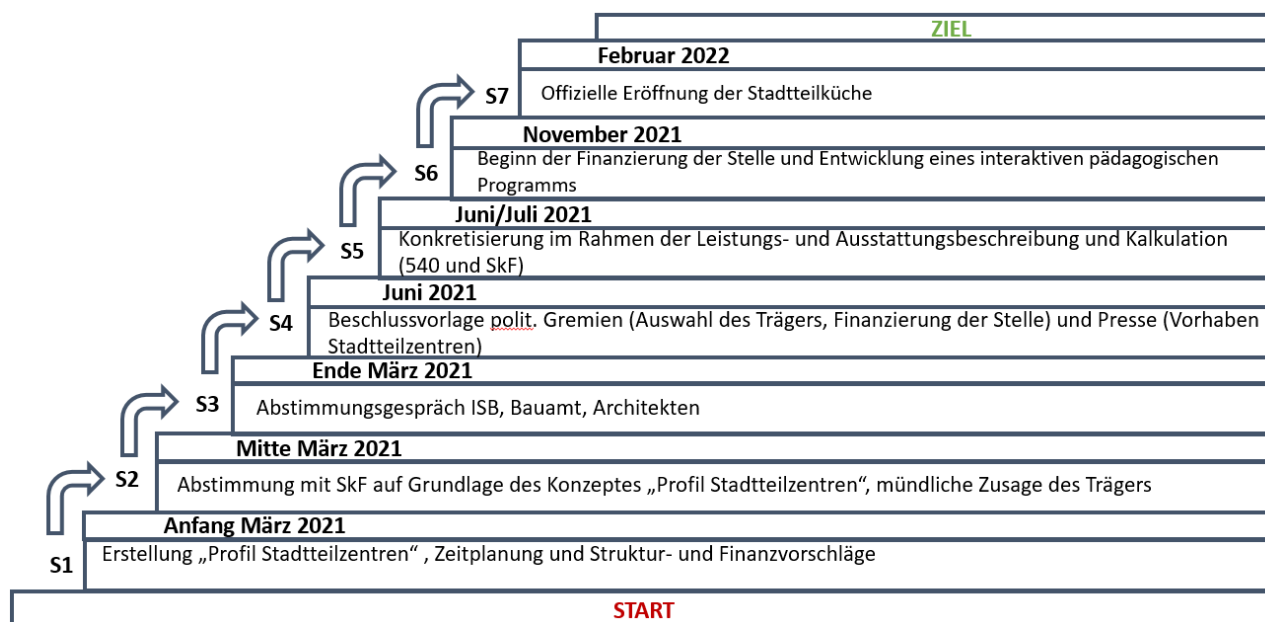 ZIEL
Februar 2022
S7
Offizielle Eröffnung der Stadtteilküche
November 2021
S6
Beginn der Finanzierung der Stelle und Entwicklung eines interaktiven pädagogischen
Programms
Juni/Juli 2021
S5
Konkretisierung im Rahmen der Leistungs- und Ausstattungsbeschreibung und Kalkulation
(540 und SkF)
Juni 2021
S4
Beschlussvorlage polit. Gremien (Auswahl des Trägers, Finanzierung der Stelle) und Presse (Vorhaben
Stadtteilzentren)
Ende März 2021
S3
Abstimmungsgespräch ISB, Bauamt, Architekten
Mitte März 2021
S2
Abstimmung mit SkF auf Grundlage des Konzeptes „Profil Stadtteilzentren“, mündliche Zusage des Trägers
Anfang März 2021
S1
Erstellung „Profil Stadtteilzentren“ , Zeitplanung und Struktur- und Finanzvorschläge
START